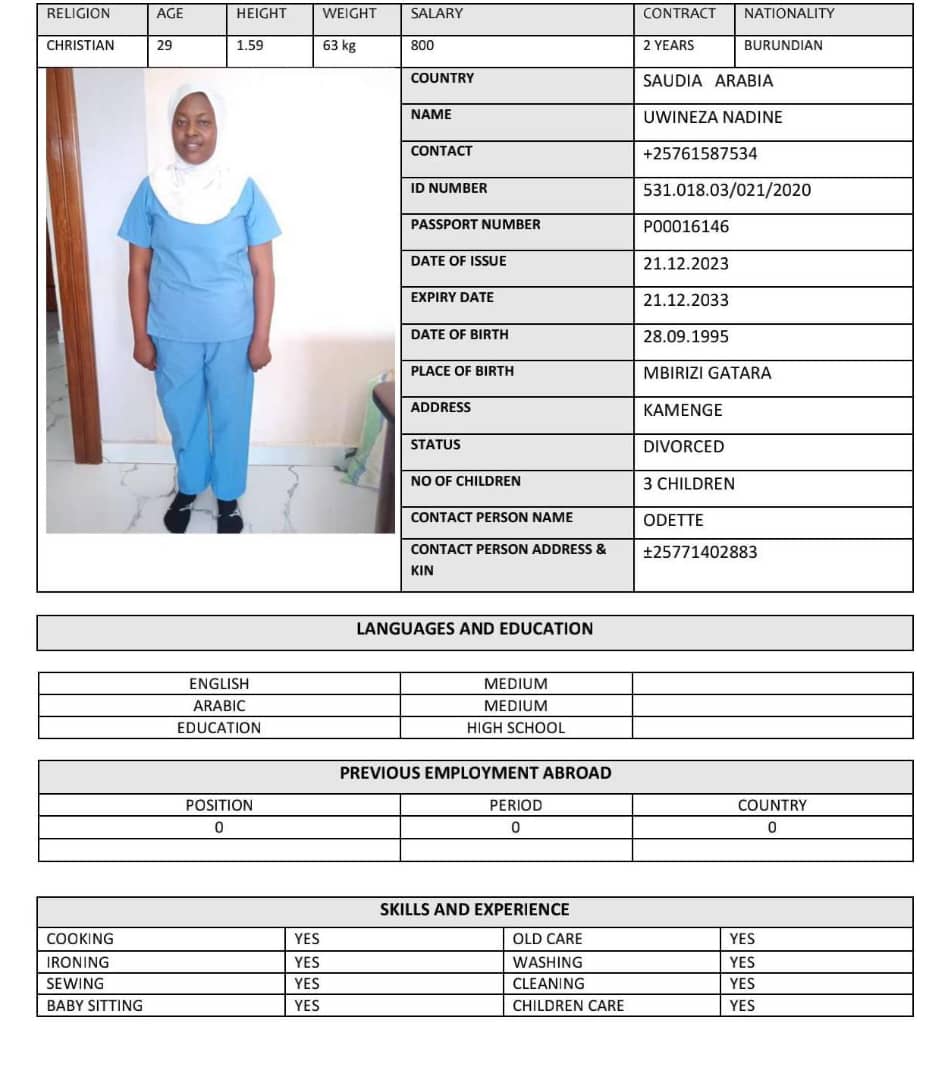 RELIGION AGE HEIGHT WEIGHT SALARY CONTRACT NATIONALITY
CHRISTIAN 29 1.59 63 kg 800 2 YEARS BURUNDIAN
COUNTRY SAUDIA ARABIA
NAME UWINEZA NADINE
CONTACT +25761587534
ID NUMBER 531.018.03/021/2020
PASSPORT NUMBER P00016146
DATE OF ISSUE 21.12.2023
EXPIRY DATE 21.12.2033
DATE OF BIRTH 28.09.1995
PLACE OF BIRTH MBIRIZI GATARA
ADDRESS KAMENGE
STATUS DIVORCED
NO OF CHILDREN 3 CHILDREN
CONTACT PERSON NAME ODETTE
CONTACT PERSON ADDRESS & ±25771402883
KIN
LANGUAGES AND EDUCATION
ENGLISH MEDIUM
ARABIC MEDIUM
EDUCATION HIGH SCHOOL
PREVIOUS EMPLOYMENT ABROAD
POSITION PERIOD COUNTRY
0 0 0
SKILLS AND EXPERIENCE
COOKING YES OLD CARE YES
IRONING YES WASHING YES
SEWING YES CLEANING YES
BABY SITTING YES CHILDREN CARE YES